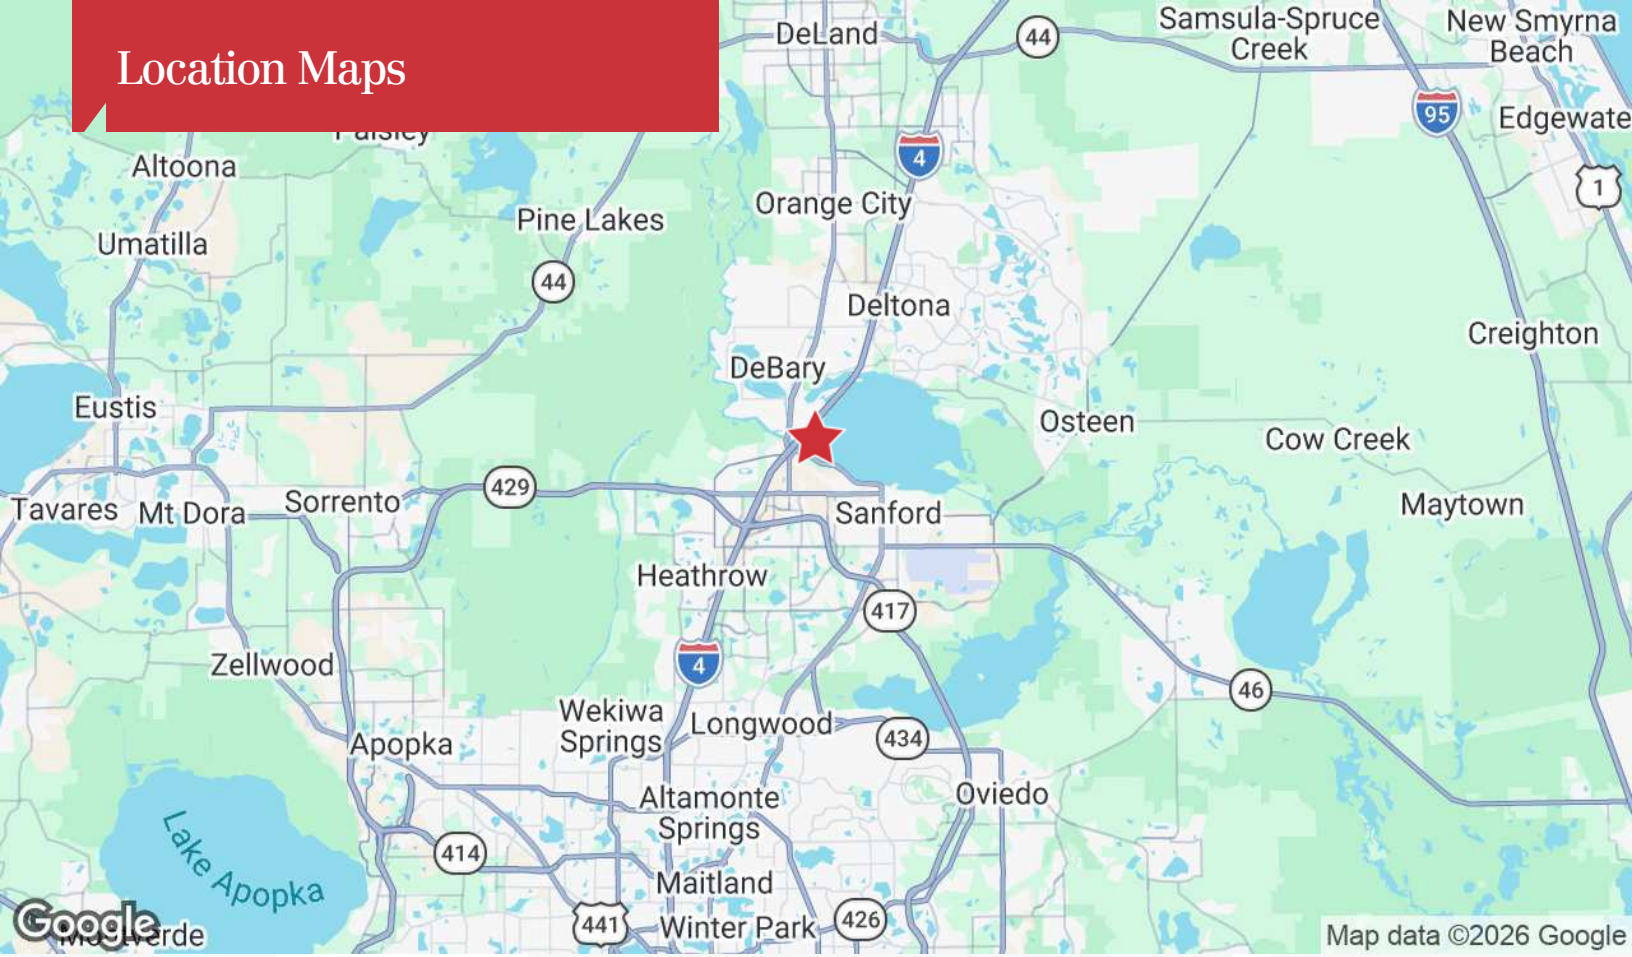 Location Maps
DeLand
44
Samsula-Spruce
Creek
New Smyrna
Beach
95
Edgewate
Paisley
Altoona
4
1
Orange City
Pine Lakes
Umatilla
44
Deltona
Creighton
DeBary
Eustis
Osteen
Cow Creek
429
Sorrento
Tavares
Mt Dora
Sanford
Maytown
Heathrow
417
Zellwood
4
46
Wekiwa
Springs
Longwood
434
Apopka
Altamonte
Springs
Oviedo
Lake Apopka
414
Maitland
441
Winter Park
426
Google
Montverde
Map data ©2026 Google